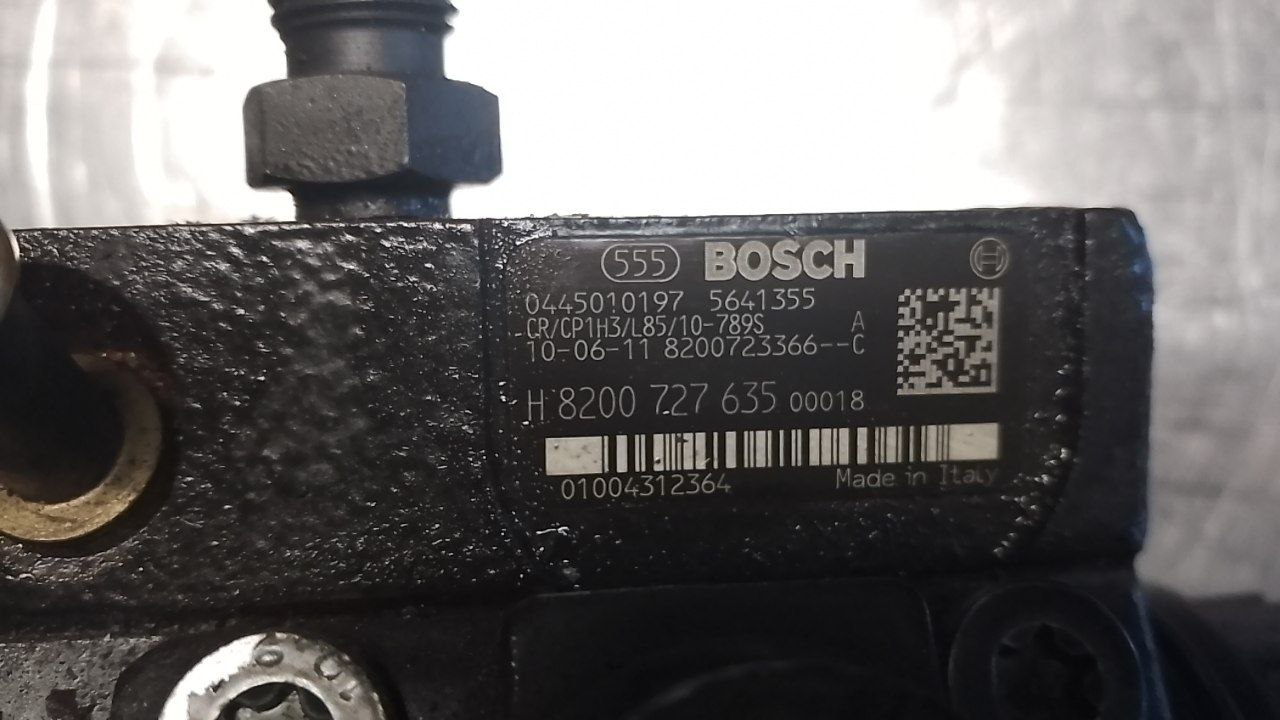 555 BOSCH
0445010197 5641355
CR/CP1H3/L85/10-789S A
10-06-11 8200723366--C
H 8200 727 635 00018
01004312364 Made in Italy